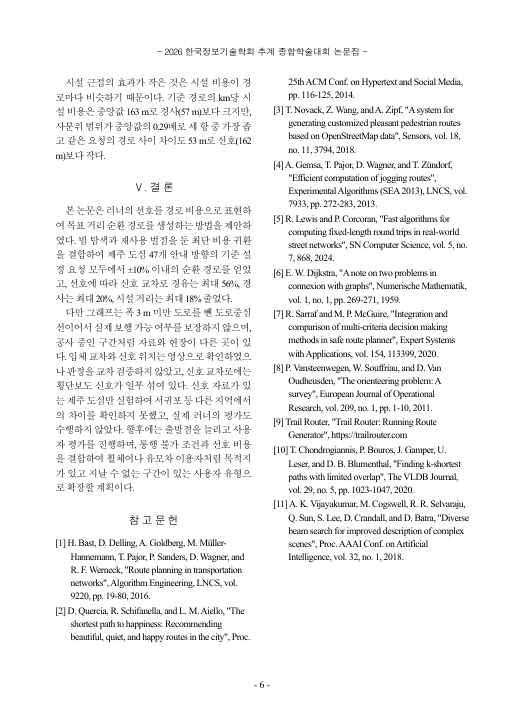 - 2026 한국정보기술학회 추계 종합학술대회 논문집 -
시설 근접의 효과가 작은 것은 시설 비용이 경
로마다 비슷하기 때문이다. 기준 경로의 km당 시
설 비용은 중앙값 163 m로 경사(57 m)보다 크지만,
사분위 범위가 중앙값의 0.29배로 세 항 중 가장 좁
고 같은 요청의 경로 사이 차이도 53 m로 신호(162
m)보다 작다.
Ⅴ. 결 론
본 논문은 러너의 선호를 경로 비용으로 표현하
여 목표 거리 순환 경로를 생성하는 방법을 제안하
였다. 빔 탐색과 재사용 벌점을 둔 최단 비용 귀환
을 결합하여 제주 도심 47개 안내 방향의 기준 설
정 요청 모두에서 ±10% 이내의 순환 경로를 얻었
고, 선호에 따라 신호 교차로 경유는 최대 56%, 경
사는 최대 20%, 시설 거리는 최대 18% 줄었다.
다만 그래프는 폭 3 m 미만 도로를 뺀 도로중심
선이어서 실제 보행 가능 여부를 보장하지 않으며,
공사 중인 구간처럼 자료와 현장이 다른 곳이 있
다. 입체 교차와 신호 위치는 영상으로 확인하였으
나 판정을 교차 검증하지 않았고, 신호 교차로에는
횡단보도 신호가 일부 섞여 있다. 신호 자료가 있
는 제주 도심만 실험하여 서귀포 등 다른 지역에서
의 차이를 확인하지 못했고, 실제 러너의 평가도
수행하지 않았다. 향후에는 출발점을 늘리고 사용
자 평가를 진행하며, 통행 불가 조건과 선호 비용
을 결합하여 휠체어나 유모차 이용자처럼 목적지
가 있고 지날 수 없는 구간이 있는 사용자 유형으
로 확장할 계획이다.
참 고 문 헌
[1] H. Bast, D. Delling, A. Goldberg, M. Müller-
Hannemann, T. Pajor, P. Sanders, D. Wagner, and
R. F. Werneck, "Route planning in transportation
networks", Algorithm Engineering, LNCS, vol.
9220, pp. 19-80, 2016.
[2] D. Quercia, R. Schifanella, and L. M. Aiello, "The
shortest path to happiness: Recommending
beautiful, quiet, and happy routes in the city", Proc.
25th ACM Conf. on Hypertext and Social Media,
pp. 116-125, 2014.
[3] T. Novack, Z. Wang, and A. Zipf, "A system for
generating customized pleasant pedestrian routes
based on OpenStreetMap data", Sensors, vol. 18,
no. 11, 3794, 2018.
[4] A. Gemsa, T. Pajor, D. Wagner, and T. Zündorf,
"Efficient computation of jogging routes",
Experimental Algorithms (SEA 2013), LNCS, vol.
7933, pp. 272-283, 2013.
[5] R. Lewis and P. Corcoran, "Fast algorithms for
computing fixed-length round trips in real-world
street networks", SN Computer Science, vol. 5, no.
7, 868, 2024.
[6] E. W. Dijkstra, "A note on two problems in
connexion with graphs", Numerische Mathematik,
vol. 1, no. 1, pp. 269-271, 1959.
[7] R. Sarraf and M. P. McGuire, "Integration and
comparison of multi-criteria decision making
methods in safe route planner", Expert Systems
with Applications, vol. 154, 113399, 2020.
[8] P. Vansteenwegen, W. Souffriau, and D. Van
Oudheusden, "The orienteering problem: A
survey", European Journal of Operational
Research, vol. 209, no. 1, pp. 1-10, 2011.
[9] Trail Router, "Trail Router: Running Route
Generator", https://trailrouter.com
[10] T. Chondrogiannis, P. Bouros, J. Gamper, U.
Leser, and D. B. Blumenthal, "Finding k-shortest
paths with limited overlap", The VLDB Journal,
vol. 29, no. 5, pp. 1023-1047, 2020.
[11] A. K. Vijayakumar, M. Cogswell, R. R. Selvaraju,
Q. Sun, S. Lee, D. Crandall, and D. Batra, "Diverse
beam search for improved description of complex
scenes", Proc. AAAI Conf. on Artificial
Intelligence, vol. 32, no. 1, 2018.
- 6 -